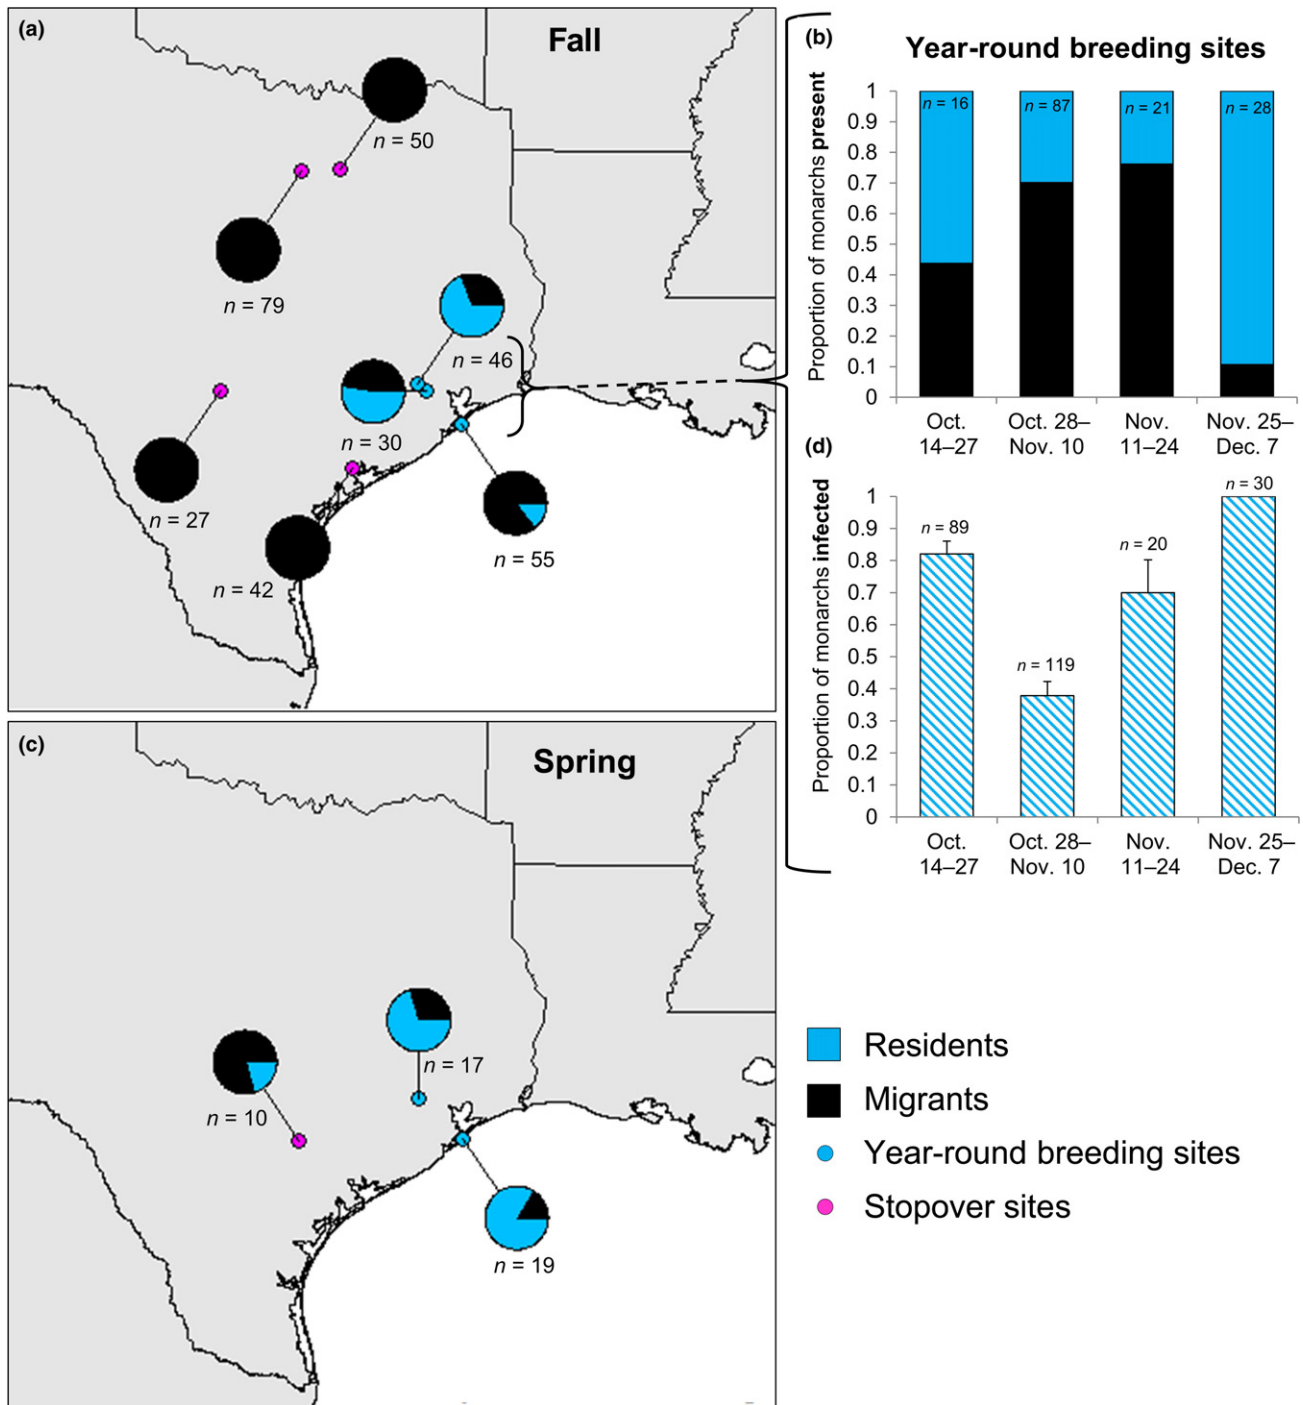 (a)
Fall
n = 50
n = 79
n = 46
n = 30
n = 27
n = 55
n = 42
(b)
Year-round breeding sites
Proportion of monarchs present
1
0.9
0.8
0.7
0.6
0.5
0.4
0.3
0.2
0.1
0
n = 16
n = 87
n = 21
n = 28
Oct.
14–27
Oct. 28–
Nov. 10
Nov.
11–24
Nov. 25–
Dec. 7
(d)
Proportion of monarchs infected
1
0.9
0.8
0.7
0.6
0.5
0.4
0.3
0.2
0.1
0
n = 89
n = 119
n = 20
n = 30
Oct.
14–27
Oct. 28–
Nov. 10
Nov.
11–24
Nov. 25–
Dec. 7
(c)
Spring
n = 17
n = 10
n = 19
Residents
Migrants
Year-round breeding sites
Stopover sites